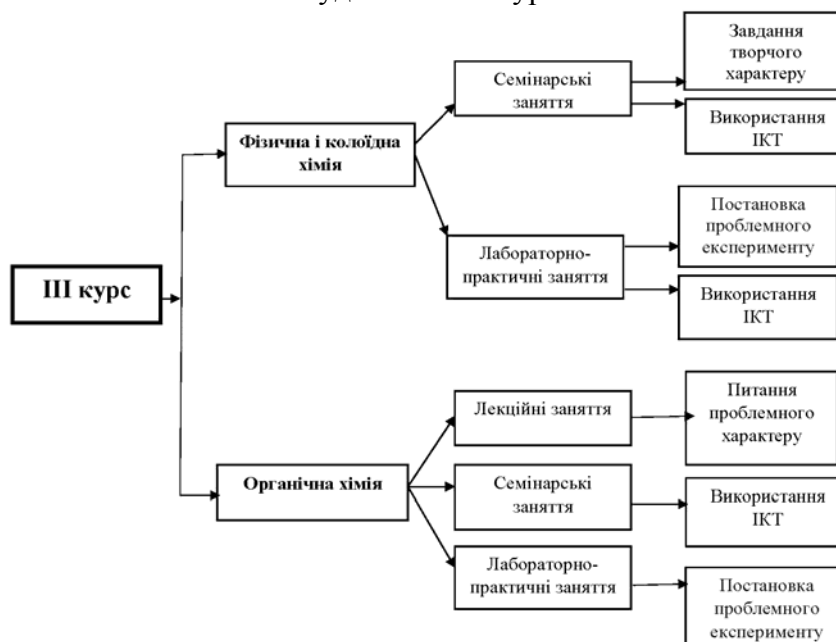 Завдання
творчого
характеру
Семінарські
заняття
Використання
ІКТ
Фізична і колоїдна
хімія
Постановка
проблемного
експерименту
Лабораторно-
практичні заняття
Використання
ІКТ
ІІІ курс
Питання
проблемного
характеру
Лекційні заняття
Органічна хімія
Семінарські
заняття
Використання
ІКТ
Лабораторно-
практичні заняття
Постановка
проблемного
експерименту